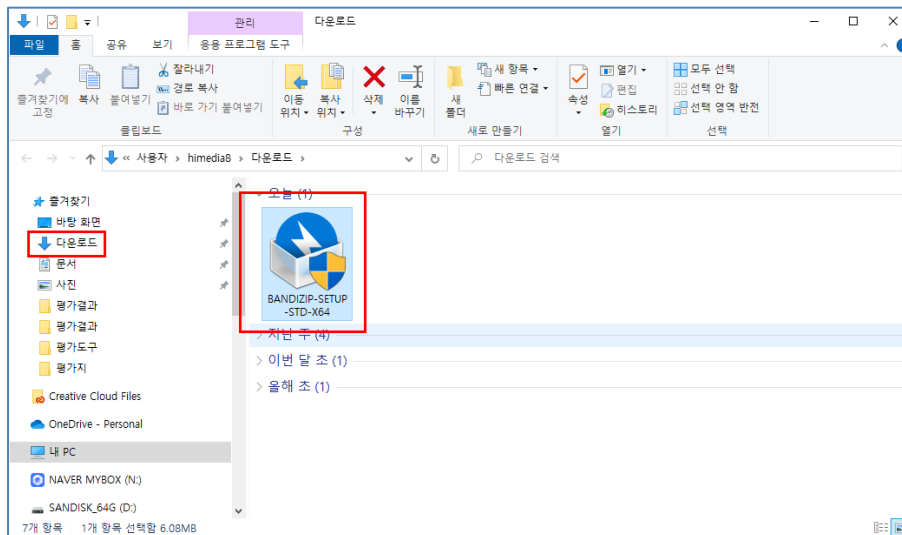 관리
다운로드
파일
홈
공유
보기
응용 프로그램 도구
즐겨찾기에
고정
복사
붙여넣기
잘라내기
경로 복사
바로 가기 붙여넣기
클립보드
이동
위치
복사
위치
삭제
이름
바꾸기
구성
새
폴더
새 항목
빠른 연결
새로 만들기
속성
열기
편집
히스토리
열기
모두 선택
선택 안 함
선택 영역 반전
선택
« 사용자 › himedia8 › 다운로드 ›
다운로드 검색
즐겨찾기
바탕 화면
다운로드
문서
사진
평가결과
평가결과
평가도구
평가지
Creative Cloud Files
OneDrive - Personal
내 PC
NAVER MYBOX (N:)
SANDISK_64G (D:)
오늘 (1)
BANDIZIP-SETUP
-STD-X64
지난 주 (4)
이번 달 초 (1)
올해 초 (1)
7개 항목
1개 항목 선택함 6.08MB